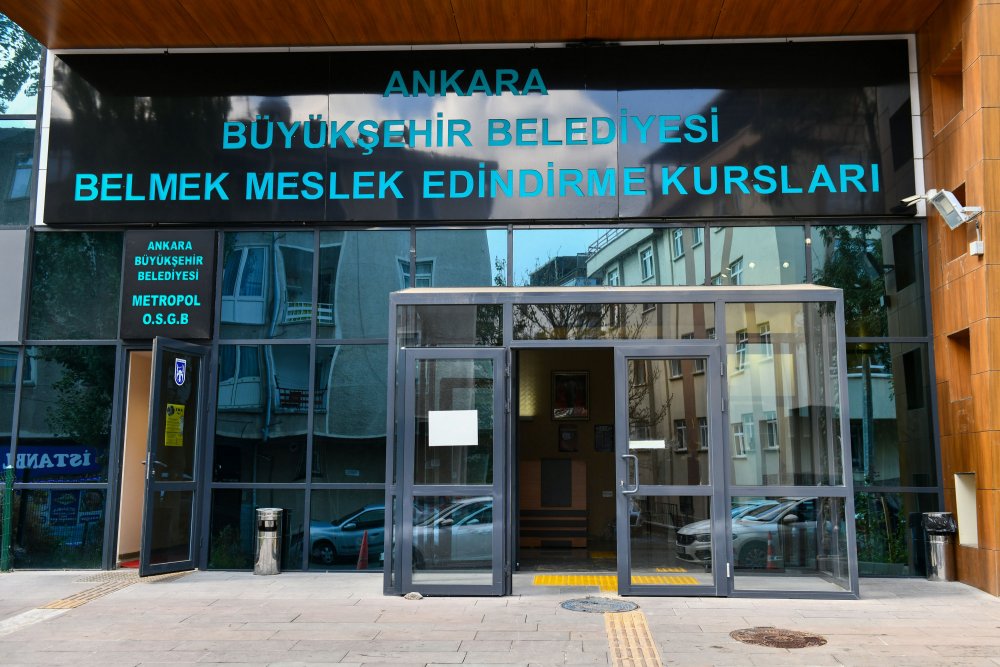 ANKARA
BÜYÜKŞEHİR BELEDİYESİ
BELMEK MESLEK EDİNDİRME KURSLARI
ANKARA
BÜYÜKŞEHİR
BELEDİYESİ
METROPOL
O.S.G.B
İSTANBUL